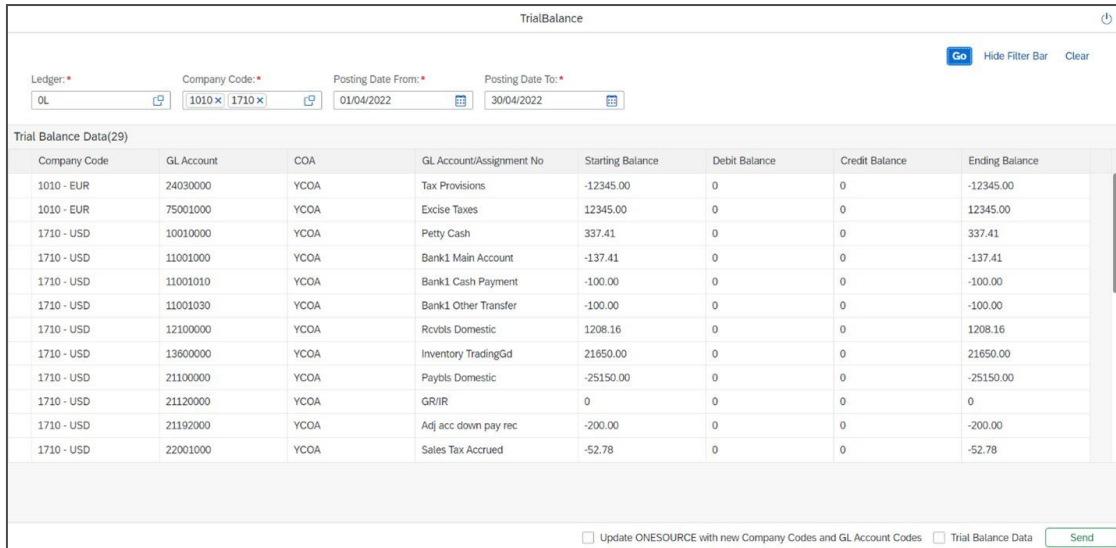 TrialBalance
Go Hide Filter Bar Clear
Ledger:* Company Code:* Posting Date From:* Posting Date To:*
0L 1010 × 1710 × 01/04/2022 30/04/2022
Trial Balance Data(29)
Company Code GL Account COA GL Account/Assignment No Starting Balance Debit Balance Credit Balance Ending Balance
1010 - EUR 24030000 YCOA Tax Provisions -12345.00 0 0 -12345.00
1010 - EUR 75001000 YCOA Excise Taxes 12345.00 0 0 12345.00
1710 - USD 10010000 YCOA Petty Cash 337.41 0 0 337.41
1710 - USD 11001000 YCOA Bank1 Main Account -137.41 0 0 -137.41
1710 - USD 11001010 YCOA Bank1 Cash Payment -100.00 0 0 -100.00
1710 - USD 11001030 YCOA Bank1 Other Transfer -100.00 0 0 -100.00
1710 - USD 12100000 YCOA Rcvbls Domestic 1208.16 0 0 1208.16
1710 - USD 13600000 YCOA Inventory TradingGd 21650.00 0 0 21650.00
1710 - USD 21100000 YCOA Paybls Domestic -25150.00 0 0 -25150.00
1710 - USD 21120000 YCOA GR/IR 0 0 0 0
1710 - USD 21192000 YCOA Adj acc down pay rec -200.00 0 0 -200.00
1710 - USD 22001000 YCOA Sales Tax Accrued -52.78 0 0 -52.78
Update ONESOURCE with new Company Codes and GL Account Codes Trial Balance Data Send